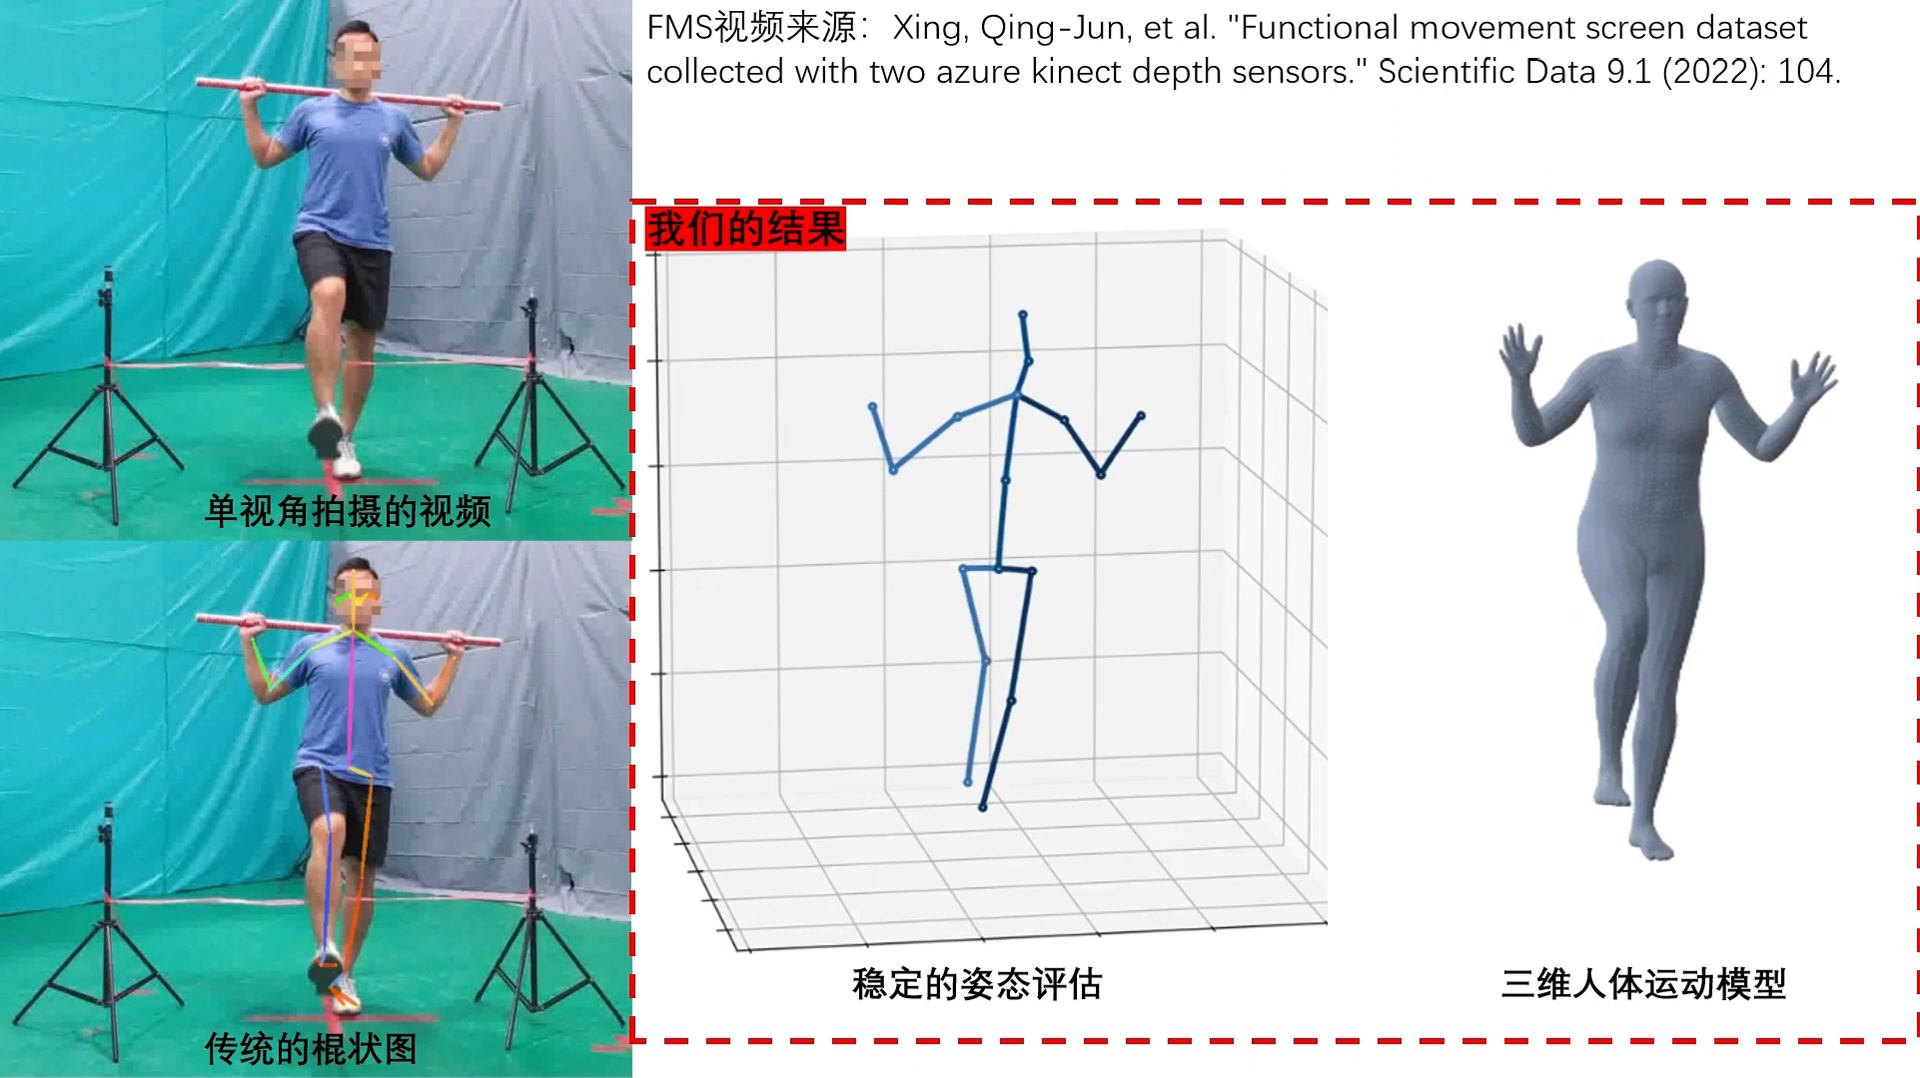 FMS视频来源：Xing, Qing-Jun, et al. "Functional movement screen dataset
collected with two azure kinect depth sensors." Scientific Data 9.1 (2022): 104.
我们的结果
单视角拍摄的视频
稳定的姿态评估
三维人体运动模型
传统的棍状图